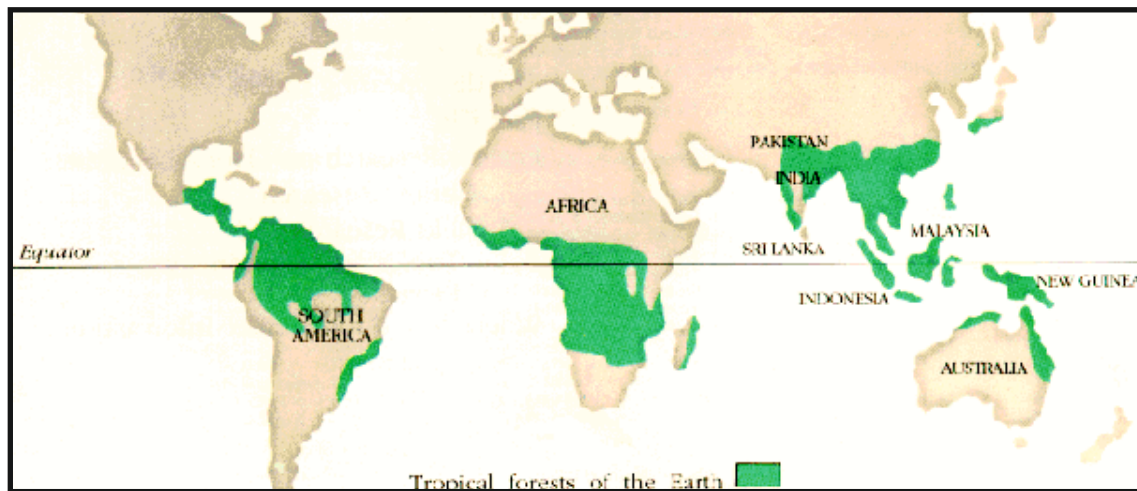 PAKISTAN
INDIA
AFRICA
MALAYSIA
SRI LANKA
Equator
NEW GUINEA
INDONESIA
SOUTH
AMERICA
AUSTRALIA
Tropical forests of the Earth